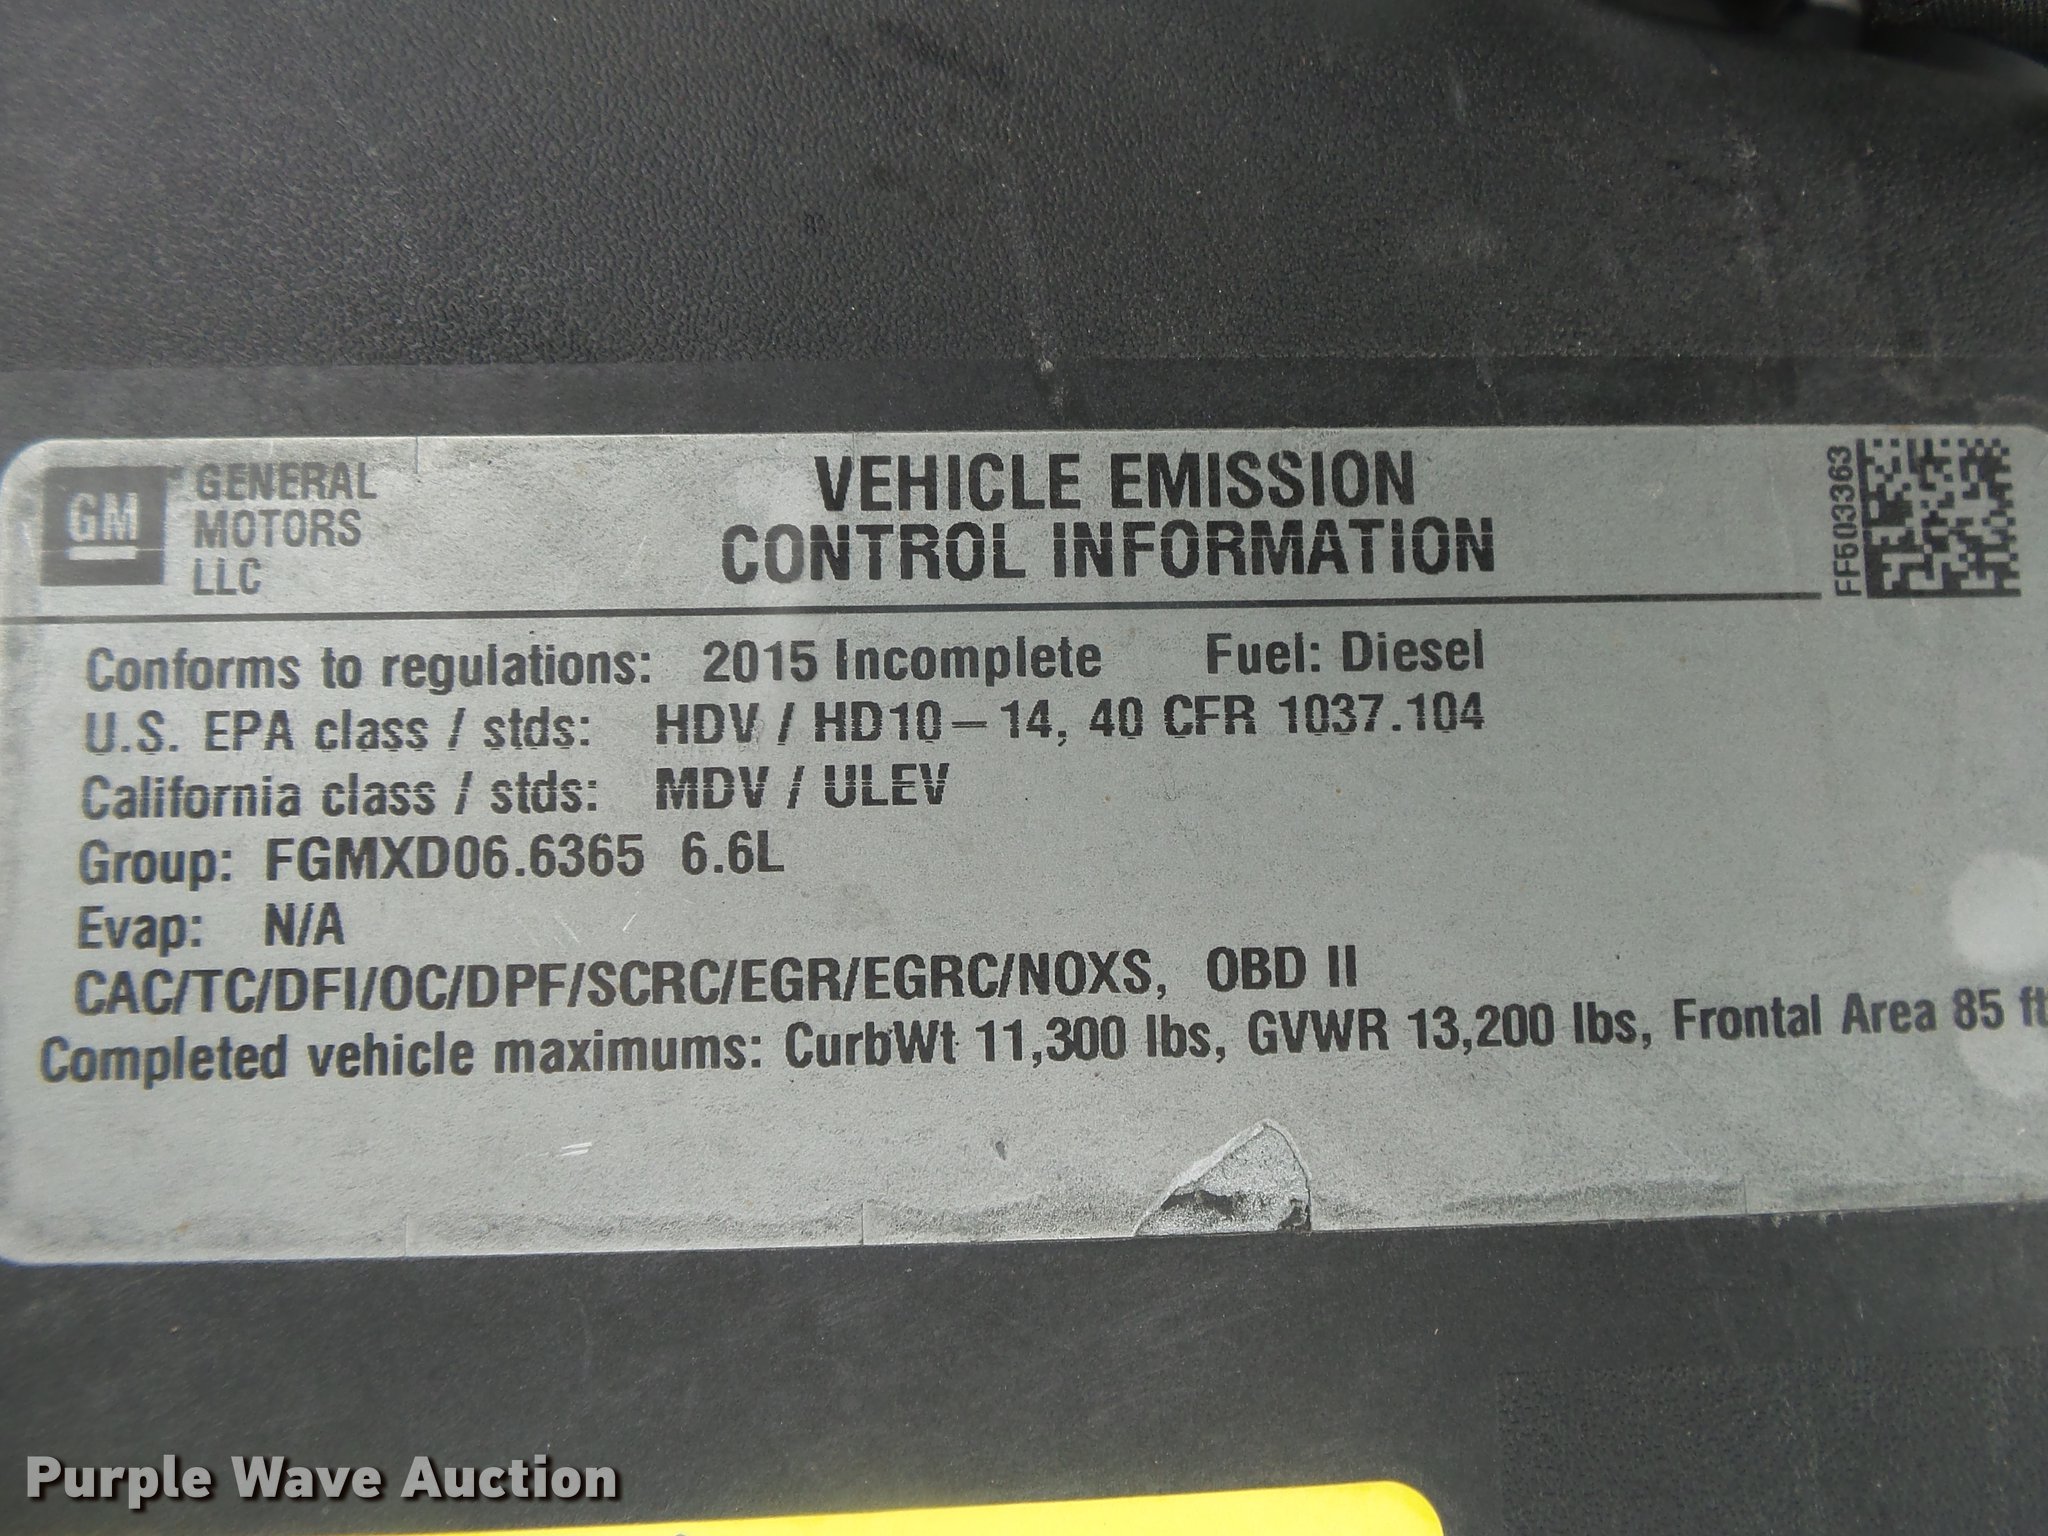 GM
GENERAL
MOTORS
LLC
VEHICLE EMISSION
CONTROL INFORMATION
FF5033363
Conforms to regulations: 2015 Incomplete Fuel: Diesel
U.S. EPA class / stds: HDV / HD10-14, 40 CFR 1037.104
California class / stds: MDV / ULEV
Group: FGMXD06.6365 6.6L
Evap: N/A
CAC/TC/DFI/OC/DPF/SCRC/EGR/EGRC/NOXS, OBD II
Completed vehicle maximums: CurbWt 11,300 lbs, GVWR 13,200 lbs, Frontal Area 85 ft
Purple Wave Auction